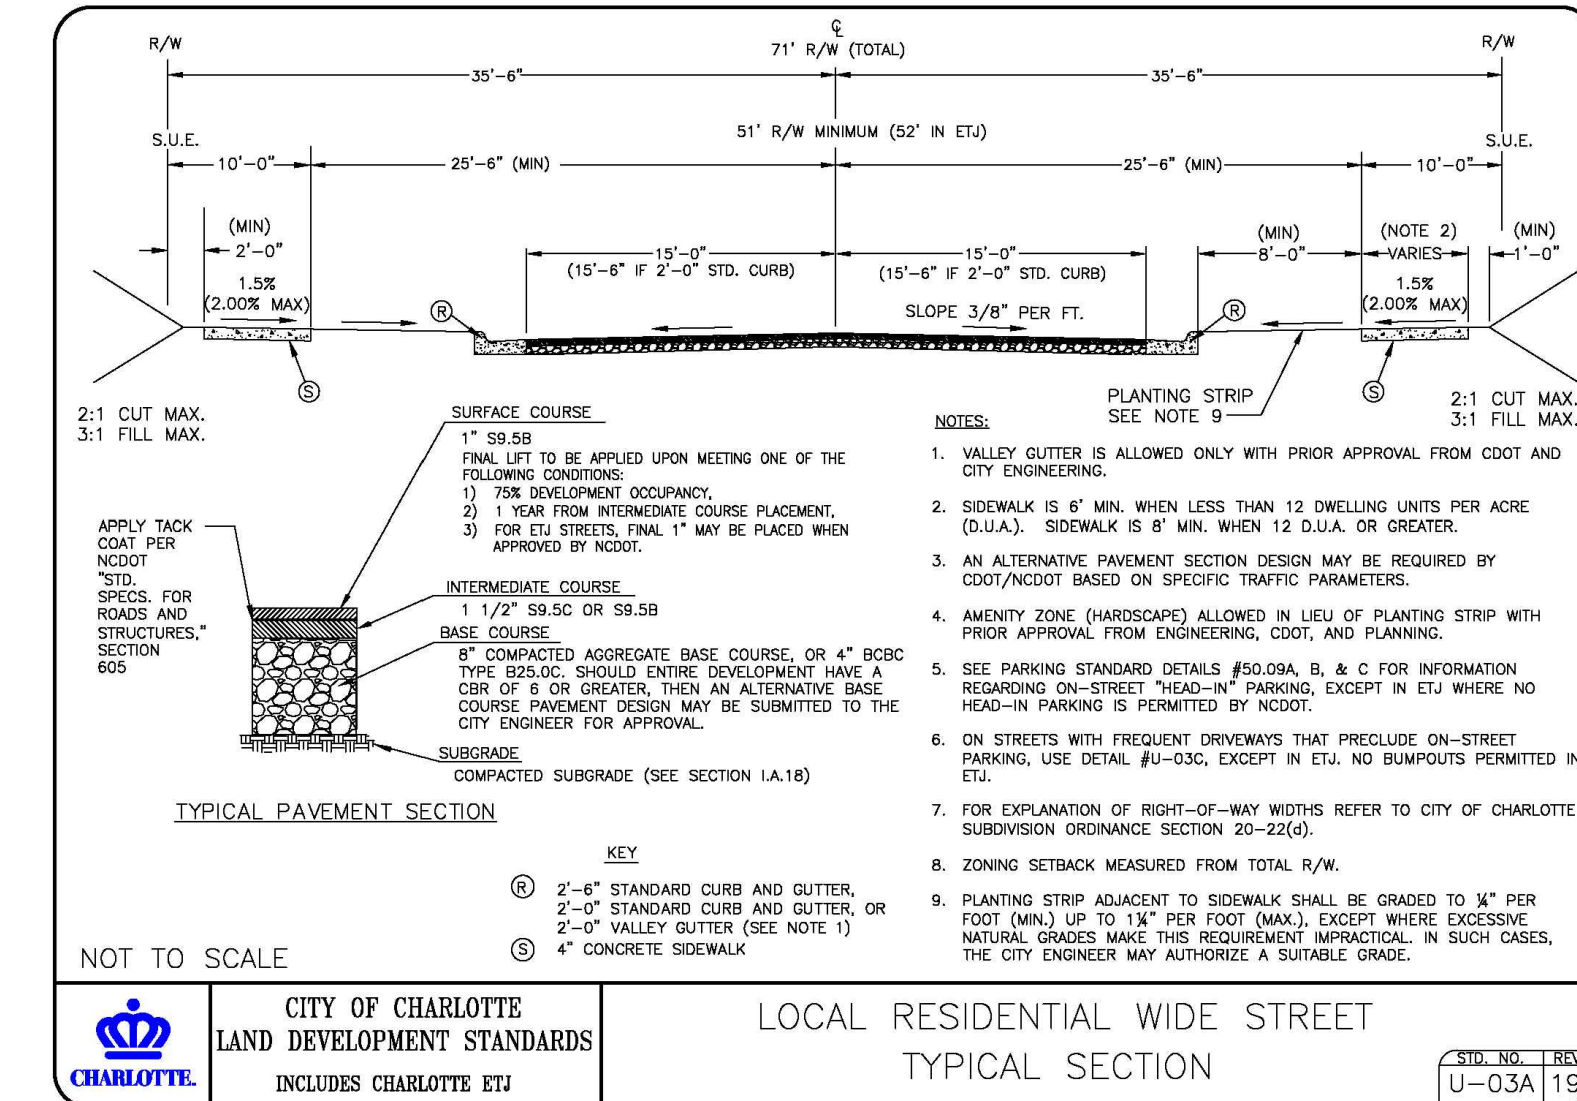 ℄
R/W
71' R/W (TOTAL)
R/W
35'-6"
35'-6"
51' R/W MINIMUM (52' IN ETJ)
S.U.E.
S.U.E.
10'-0"
25'-6" (MIN)
25'-6" (MIN)
10'-0"
(MIN)
2'-0"
15'-0"
(15'-6" IF 2'-0" STD. CURB)
15'-0"
(15'-6" IF 2'-0" STD. CURB)
(MIN)
8'-0"
(NOTE 2)
VARIES
(MIN)
1'-0"
1.5%
(2.00% MAX)
1.5%
(2.00% MAX)
R
SLOPE 3/8" PER FT.
R
S
S
2:1 CUT MAX.
3:1 FILL MAX.
PLANTING STRIP
SEE NOTE 9
2:1 CUT MAX.
3:1 FILL MAX.
SURFACE COURSE
1" S9.5B
FINAL LIFT TO BE APPLIED UPON MEETING ONE OF THE
FOLLOWING CONDITIONS:
1) 75% DEVELOPMENT OCCUPANCY,
2) 1 YEAR FROM INTERMEDIATE COURSE PLACEMENT,
3) FOR ETJ STREETS, FINAL 1" MAY BE PLACED WHEN
APPROVED BY NCDOT.
APPLY TACK
COAT PER
NCDOT
"STD.
SPECS. FOR
ROADS AND
STRUCTURES,"
SECTION
605
INTERMEDIATE COURSE
1 1/2" S9.5C OR S9.5B
BASE COURSE
8" COMPACTED AGGREGATE BASE COURSE, OR 4" BCBC
TYPE B25.0C. SHOULD ENTIRE DEVELOPMENT HAVE A
CBR OF 6 OR GREATER, THEN AN ALTERNATIVE BASE
COURSE PAVEMENT DESIGN MAY BE SUBMITTED TO THE
CITY ENGINEER FOR APPROVAL.
SUBGRADE
COMPACTED SUBGRADE (SEE SECTION I.A.18)
TYPICAL PAVEMENT SECTION
KEY
R 2'-6" STANDARD CURB AND GUTTER,
2'-0" STANDARD CURB AND GUTTER, OR
2'-0" VALLEY GUTTER (SEE NOTE 1)
S 4" CONCRETE SIDEWALK
NOT TO SCALE
NOTES:
1. VALLEY GUTTER IS ALLOWED ONLY WITH PRIOR APPROVAL FROM CDOT AND
CITY ENGINEERING.
2. SIDEWALK IS 6' MIN. WHEN LESS THAN 12 DWELLING UNITS PER ACRE
(D.U.A.). SIDEWALK IS 8' MIN. WHEN 12 D.U.A. OR GREATER.
3. AN ALTERNATIVE PAVEMENT SECTION DESIGN MAY BE REQUIRED BY
CDOT/NCDOT BASED ON SPECIFIC TRAFFIC PARAMETERS.
4. AMENITY ZONE (HARDSCAPE) ALLOWED IN LIEU OF PLANTING STRIP WITH
PRIOR APPROVAL FROM ENGINEERING, CDOT, AND PLANNING.
5. SEE PARKING STANDARD DETAILS #50.09A, B, & C FOR INFORMATION
REGARDING ON-STREET "HEAD-IN" PARKING, EXCEPT IN ETJ WHERE NO
HEAD-IN PARKING IS PERMITTED BY NCDOT.
6. ON STREETS WITH FREQUENT DRIVEWAYS THAT PRECLUDE ON-STREET
PARKING, USE DETAIL #U-03C, EXCEPT IN ETJ. NO BUMPOUTS PERMITTED IN
ETJ.
7. FOR EXPLANATION OF RIGHT-OF-WAY WIDTHS REFER TO CITY OF CHARLOTTE
SUBDIVISION ORDINANCE SECTION 20-22(d).
8. ZONING SETBACK MEASURED FROM TOTAL R/W.
9. PLANTING STRIP ADJACENT TO SIDEWALK SHALL BE GRADED TO ¼" PER
FOOT (MIN.) UP TO 1¼" PER FOOT (MAX.), EXCEPT WHERE EXCESSIVE
NATURAL GRADES MAKE THIS REQUIREMENT IMPRACTICAL. IN SUCH CASES,
THE CITY ENGINEER MAY AUTHORIZE A SUITABLE GRADE.
CHARLOTTE.
CITY OF CHARLOTTE
LAND DEVELOPMENT STANDARDS
INCLUDES CHARLOTTE ETJ
LOCAL RESIDENTIAL WIDE STREET
TYPICAL SECTION
STD. NO. REV
U-03A 19